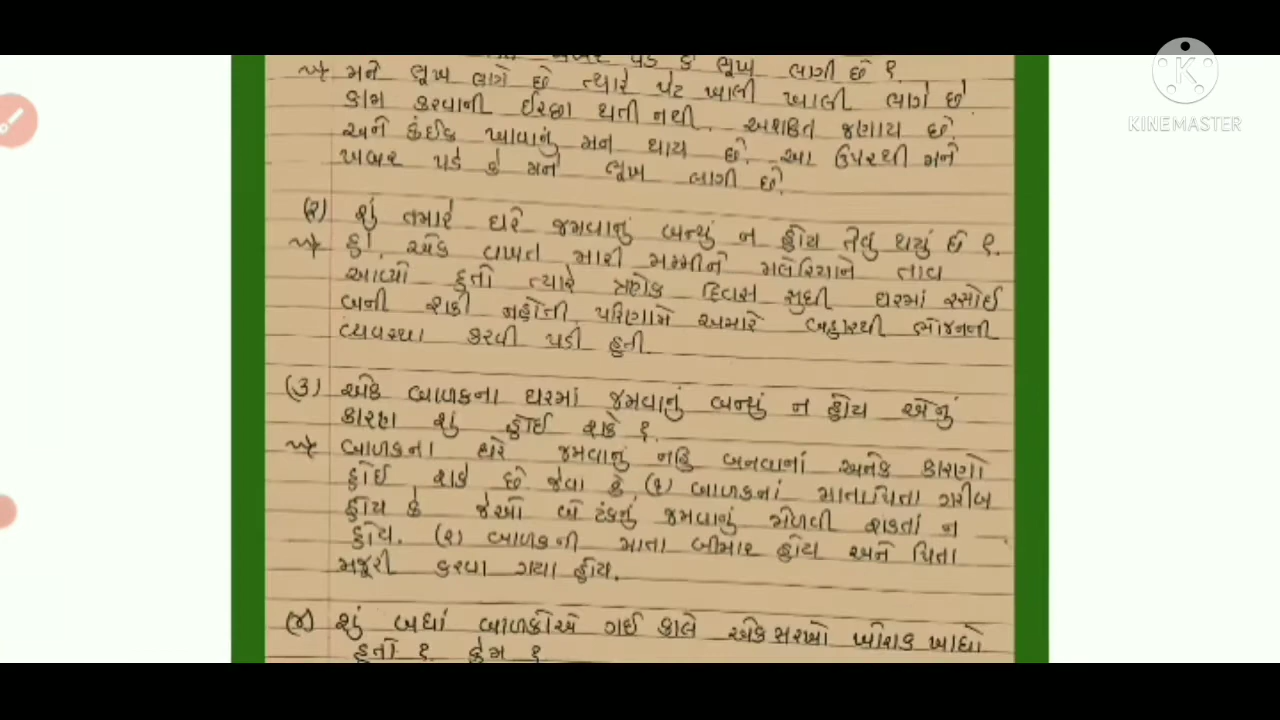 ખબર પડે કે ભૂખ લાગી છે ?
મને ભૂખ લાગે છે ત્યારે પેટ ખાલી ખાલી લાગે છે
કામ કરવાની ઈચ્છા થતી નથી. અશકિત જણાય છે.
અને કંઈક ખાવાનું મન થાય છે. આ ઉપરથી મને
ખબર પડે કે મને ભૂખ લાગી છે.
(૨) શું તમારે ઘરે જમવાનું બન્યું ન હોય તેવું થયું છે ?
હા, એક વખત મારી મમ્મીને મલેરિયાને તાવ
આવ્યો હતો ત્યારે ત્રણેક દિવસ સુધી ઘરમાં રસોઈ
બની શકી નહોતી. પરિણામે અમારે બહારથી ભોજનની
વ્યવસ્થા કરવી પડી હતી
(૩) એક બાળકના ઘરમાં જમવાનું બન્યું ન હોય એનું
કારણ શું હોઈ શકે ?
બાળકના ઘરે જમવાનું નહિ બનવાનાં અનેક કારણો
હોઈ શકે છે જેવા કે, (૧) બાળકનાં માતાપિતા ગરીબ
હોય કે જેઓ બે ટંકનું જમવાનું મેળવી શકતાં ન
હોય. (૨) બાળકની માતા બીમાર હોય અને પિતા
મજૂરી કરવા ગયા હોય.
(૪) શું બધાં બાળકોએ ગઈ કાલે એકસરખો ખોરાક ખાધો
હતો ? કેમ ?
KINEMASTER